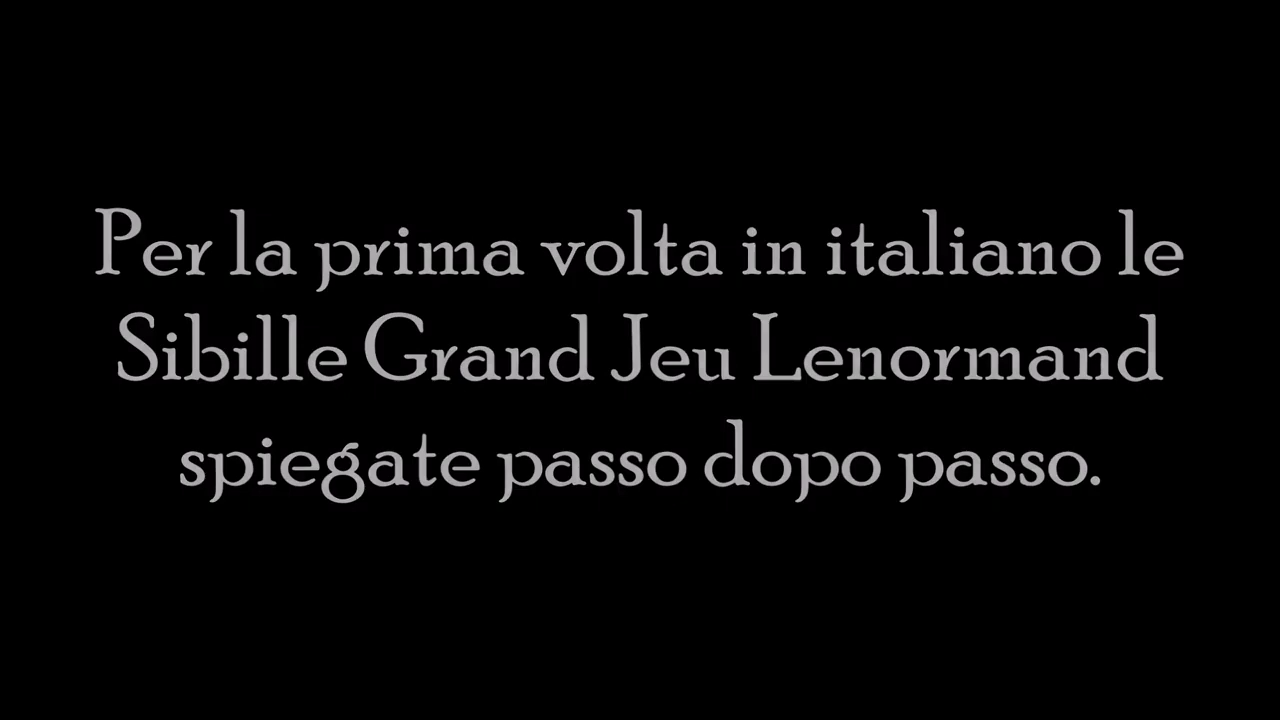 Per la prima volta in italiano le
Sibille Grand Jeu Lenormand
spiegate passo dopo passo.